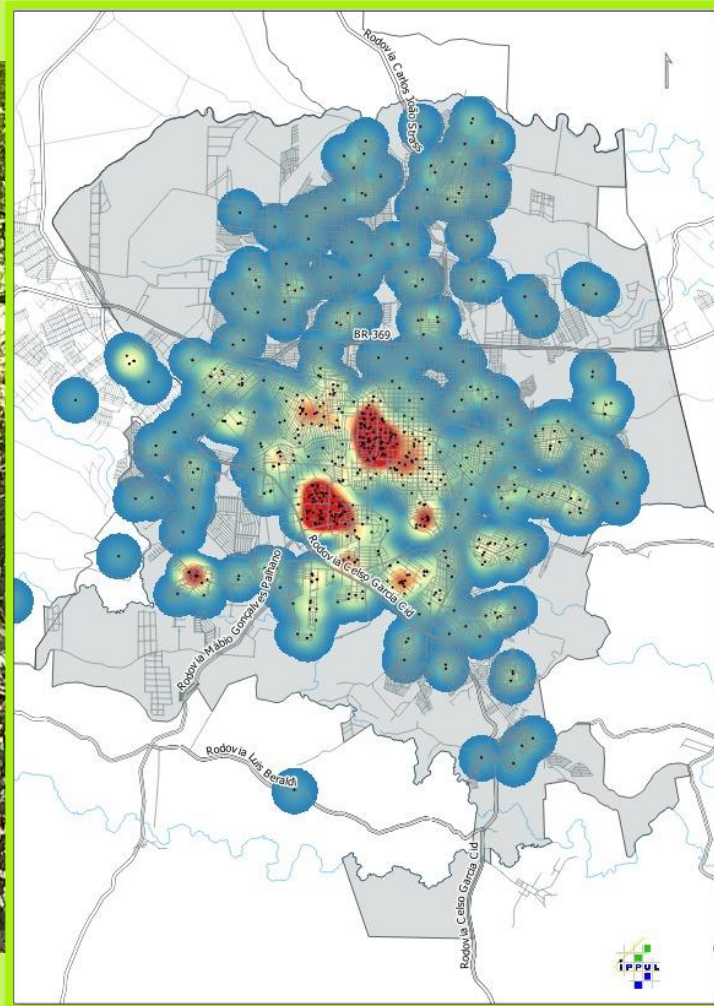 Rodovia Carlos João Strass
BR 369
Rodovia Celso Garcia Cid
Rodovia Mábio Gonçalves Palhano
Rodovia Luis Beraldi
Rodovia Celso Garcia Cid
IPPUL